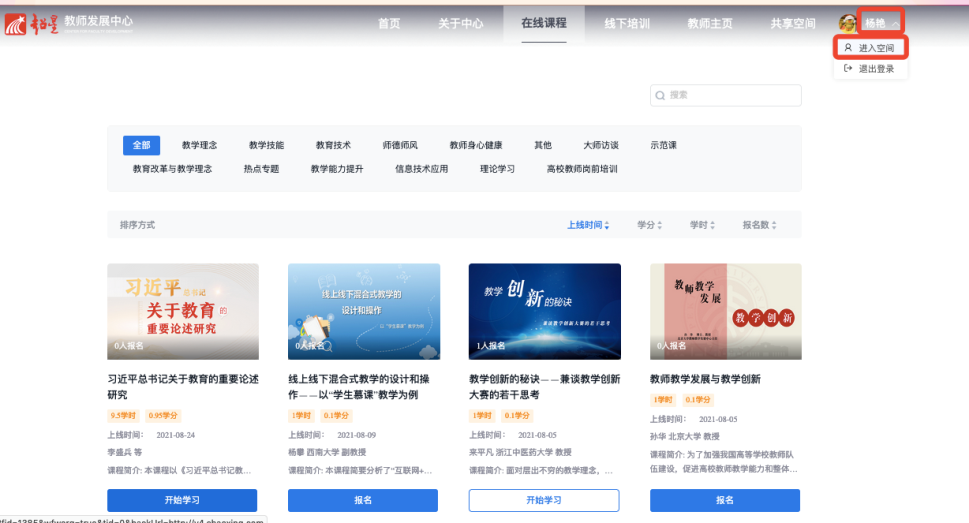 教师发展中心
首页 关于中心 在线课程 线下培训 教师主页 共享空间 杨艳
进入空间
退出登录
搜索
全部 教学理念 教学技能 教育技术 师德师风 教师身心健康 其他 大师访谈 示范课
教育改革与教学理念 热点专题 教学能力提升 信息技术应用 理论学习 高校教师岗前培训
排序方式 上线时间 学分 学时 报名数
习近平总书记
关于教育的
重要论述研究
0人报名
线上线下混合式教学的
设计和操作
以“学生慕课”教学为例
0人报名
教学创新的秘诀
——兼谈教学创新大赛的若干思考
1人报名
教师教学
发展
教学创新
0人报名
习近平总书记关于教育的重要论述
研究
9.5学时 0.95学分
上线时间： 2021-08-24
李盛兵 等
课程简介: 本课程以《习近平总书记教...
开始学习
线上线下混合式教学的设计和操
作——以“学生慕课”教学为例
1学时 0.1学分
上线时间： 2021-08-09
杨攀 西南大学 副教授
课程简介: 本课程简要分析了“互联网+...
报名
教学创新的秘诀——兼谈教学创新
大赛的若干思考
1学时 0.1学分
上线时间： 2021-08-05
来平凡 浙江中医药大学 教授
课程简介: 面对层出不穷的教学理念，...
开始学习
教师教学发展与教学创新
1学时 0.1学分
上线时间： 2021-08-05
孙华 北京大学 教授
课程简介: 为了加强我国高等学校教师队
伍建设，促进高校教师教学能力和整体...
报名